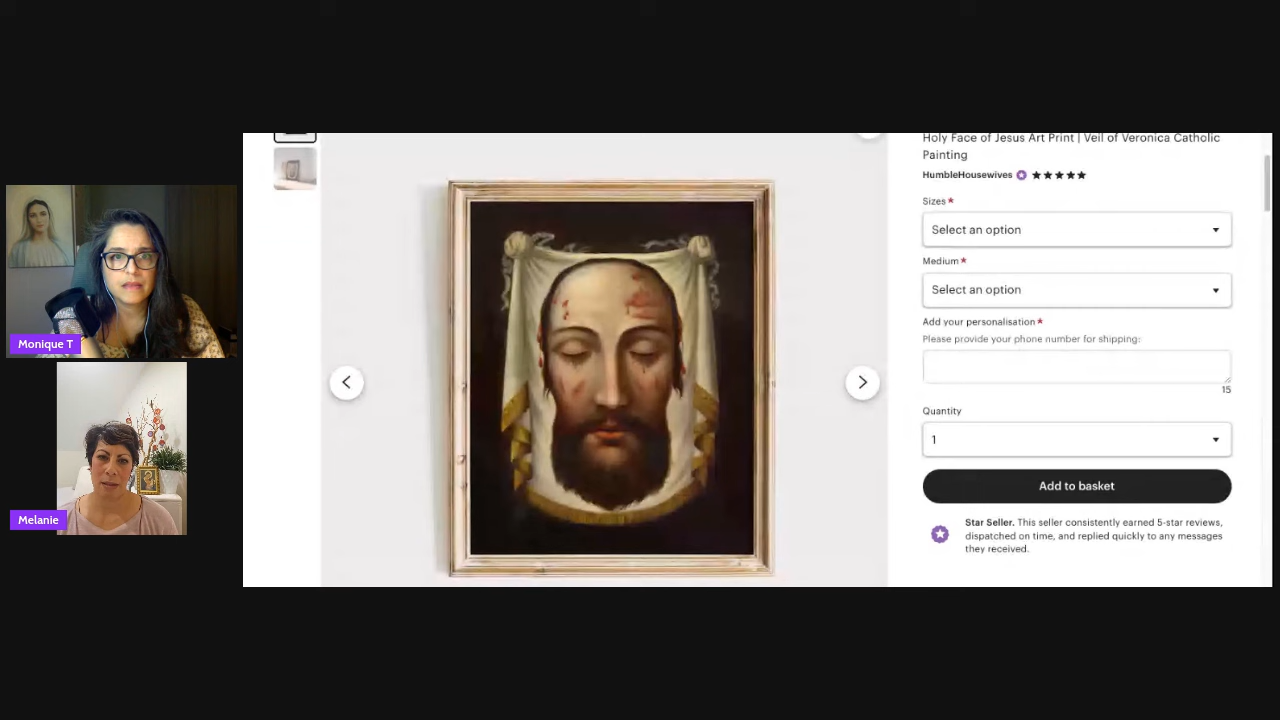 Monique T
Melanie
Holy Face of Jesus Art Print | Veil of Veronica Catholic
Painting
HumbleHousewives
Sizes *
Select an option
Medium *
Select an option
Add your personalisation *
Please provide your phone number for shipping:
15
Quantity
1
Add to basket
Star Seller. This seller consistently earned 5-star reviews,
dispatched on time, and replied quickly to any messages
they received.